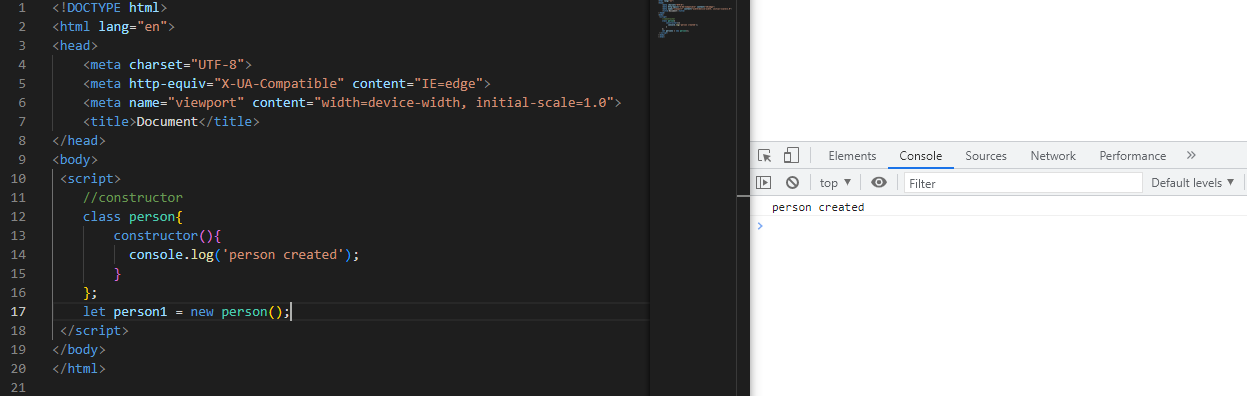 1 <!DOCTYPE html>
2 <html lang="en">
3 <head>
4 <meta charset="UTF-8">
5 <meta http-equiv="X-UA-Compatible" content="IE=edge">
6 <meta name="viewport" content="width=device-width, initial-scale=1.0">
7 <title>Document</title>
8 </head>
9 <body>
10 <script>
11 //constructor
12 class person{
13 constructor(){
14 console.log('person created');
15 }
16 };
17 let person1 = new person();
18 </script>
19 </body>
20 </html>
21
Elements Console Sources Network Performance »
top ▼ Filter Default levels ▼
person created
>